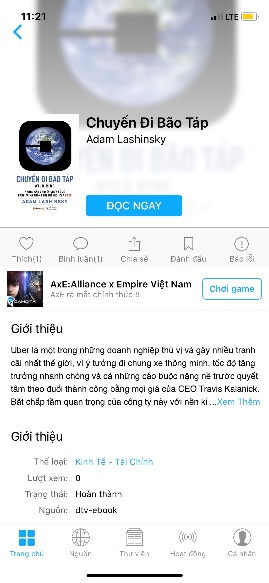 11:21
LTE
Chuyến Đi Bão Táp
Adam Lashinsky
CHUYẾN ĐI BÃO TÁP
ADAM LASHINSKY
ĐỌC NGAY
Thích(1)
Bình luận(1)
Chia sẻ
Đánh dấu
Báo lỗi
AxE:Alliance x Empire Việt Nam
AxE ra mắt chính thức !!
Chơi game
GAMOTA
Giới thiệu
Uber là một trong những doanh nghiệp thú vị và gây nhiều tranh
cãi nhất thế giới, vì ý tưởng đi chung xe thông minh, tốc độ tăng
trưởng nhanh chóng và cả những cáo buộc nặng nề trước quyết
tâm theo đuổi thành công bằng mọi giá của CEO Travis Kalanick.
Bất chấp tầm quan trọng của công ty này với nền ki ...Xem Thêm
Giới thiệu
Thể loại: Kinh Tế - Tài Chính
Lượt xem: 0
Trạng thái: Hoàn thành
Nguồn: dtv-ebook
Trang chủ
Nguồn
Thư viện
Hoạt động
Cá nhân